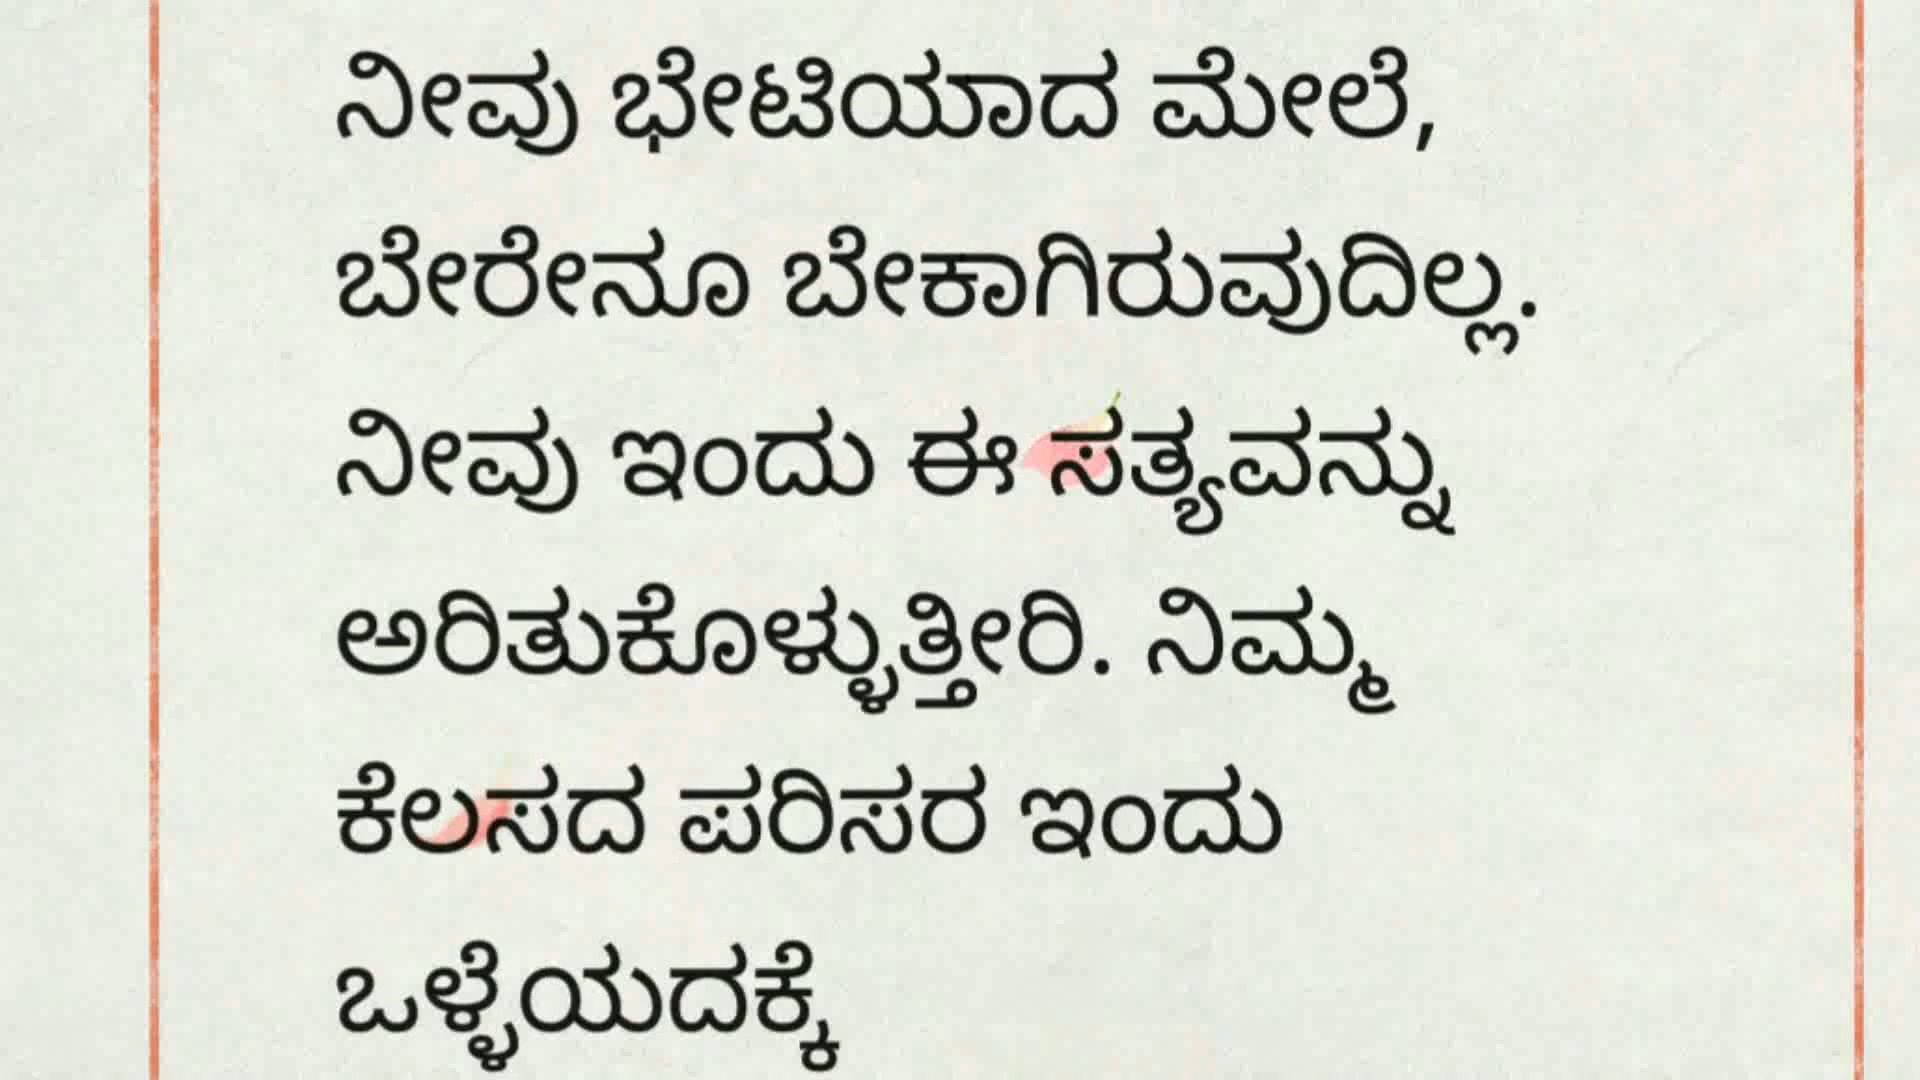 ನೀವು ಭೇಟಿಯಾದ ಮೇಲೆ,
ಬೇರೇನೂ ಬೇಕಾಗಿರುವುದಿಲ್ಲ.
ನೀವು ಇಂದು ಈ ಸತ್ಯವನ್ನು
ಅರಿತುಕೊಳ್ಳುತ್ತೀರಿ. ನಿಮ್ಮ
ಕೆಲಸದ ಪರಿಸರ ಇಂದು
ಒಳ್ಳೆಯದಕ್ಕೆ